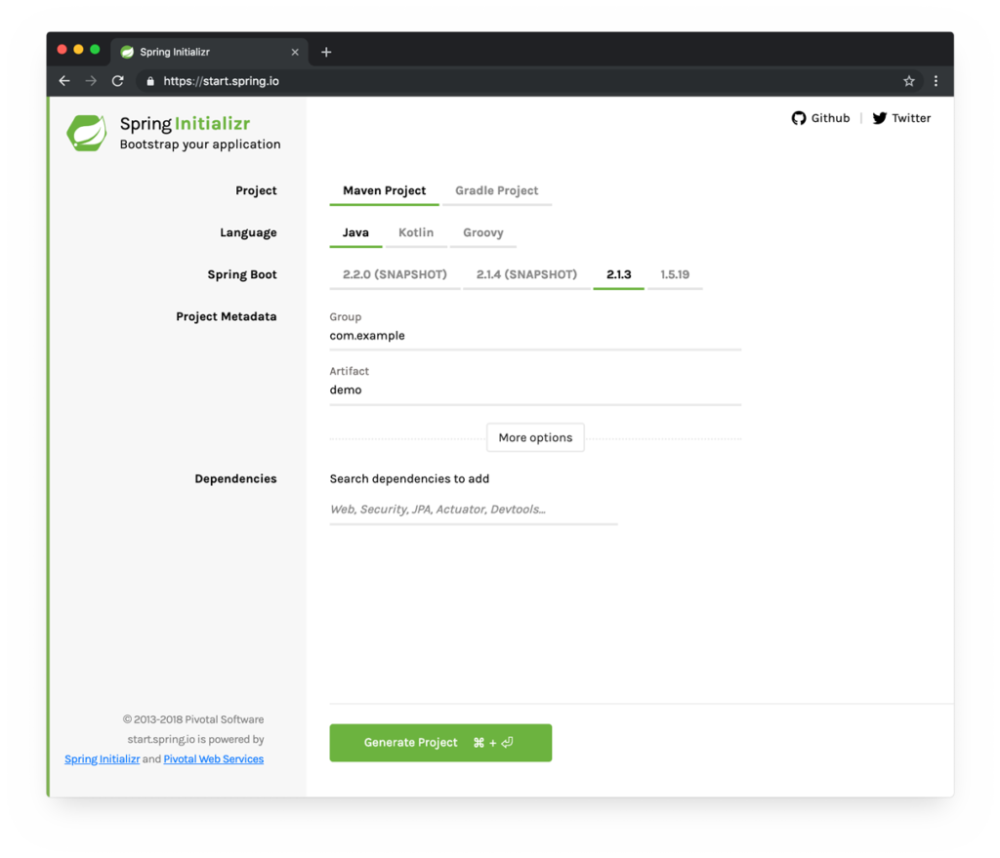 Spring Initializr
https://start.spring.io
Spring Initializr
Bootstrap your application
Github | Twitter
Project
Maven Project Gradle Project
Language
Java Kotlin Groovy
Spring Boot
2.2.0 (SNAPSHOT) 2.1.4 (SNAPSHOT) 2.1.3 1.5.19
Project Metadata
Group
com.example
Artifact
demo
More options
Dependencies
Search dependencies to add
Web, Security, JPA, Actuator, Devtools...
© 2013-2018 Pivotal Software
start.spring.io is powered by
Spring Initializr and Pivotal Web Services
Generate Project ⌘ + ⏎